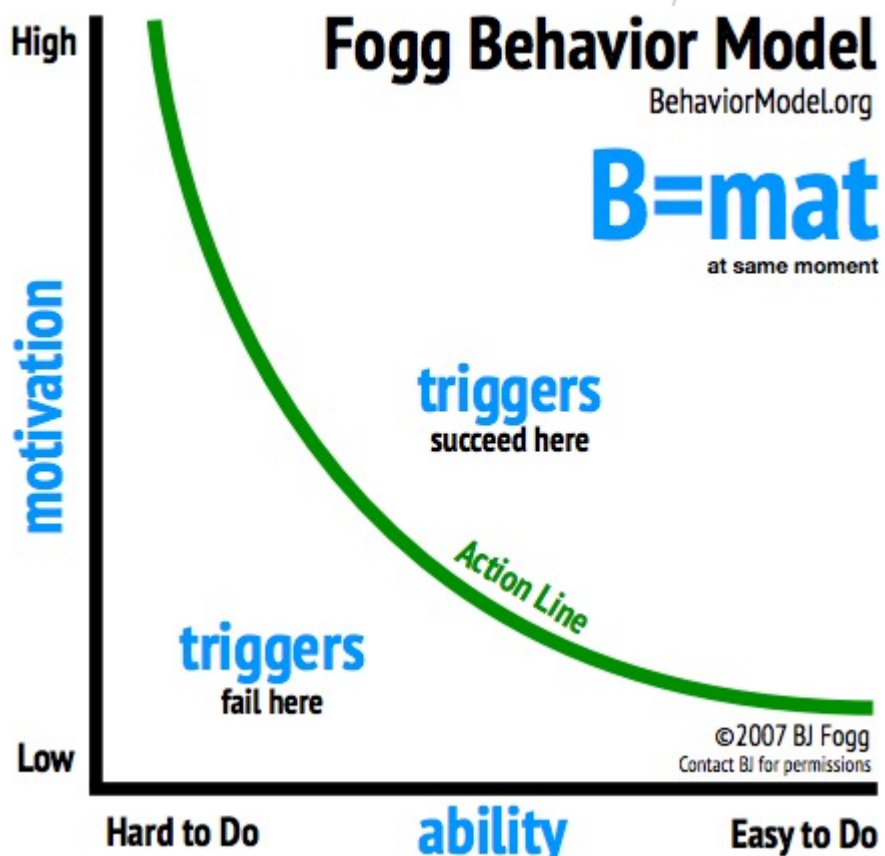 High
Fogg Behavior Model
BehaviorModel.org
B=mat
at same moment
motivation
triggers
succeed here
Action Line
triggers
fail here
©2007 BJ Fogg
Contact BJ for permissions
Low
Hard to Do
ability
Easy to Do